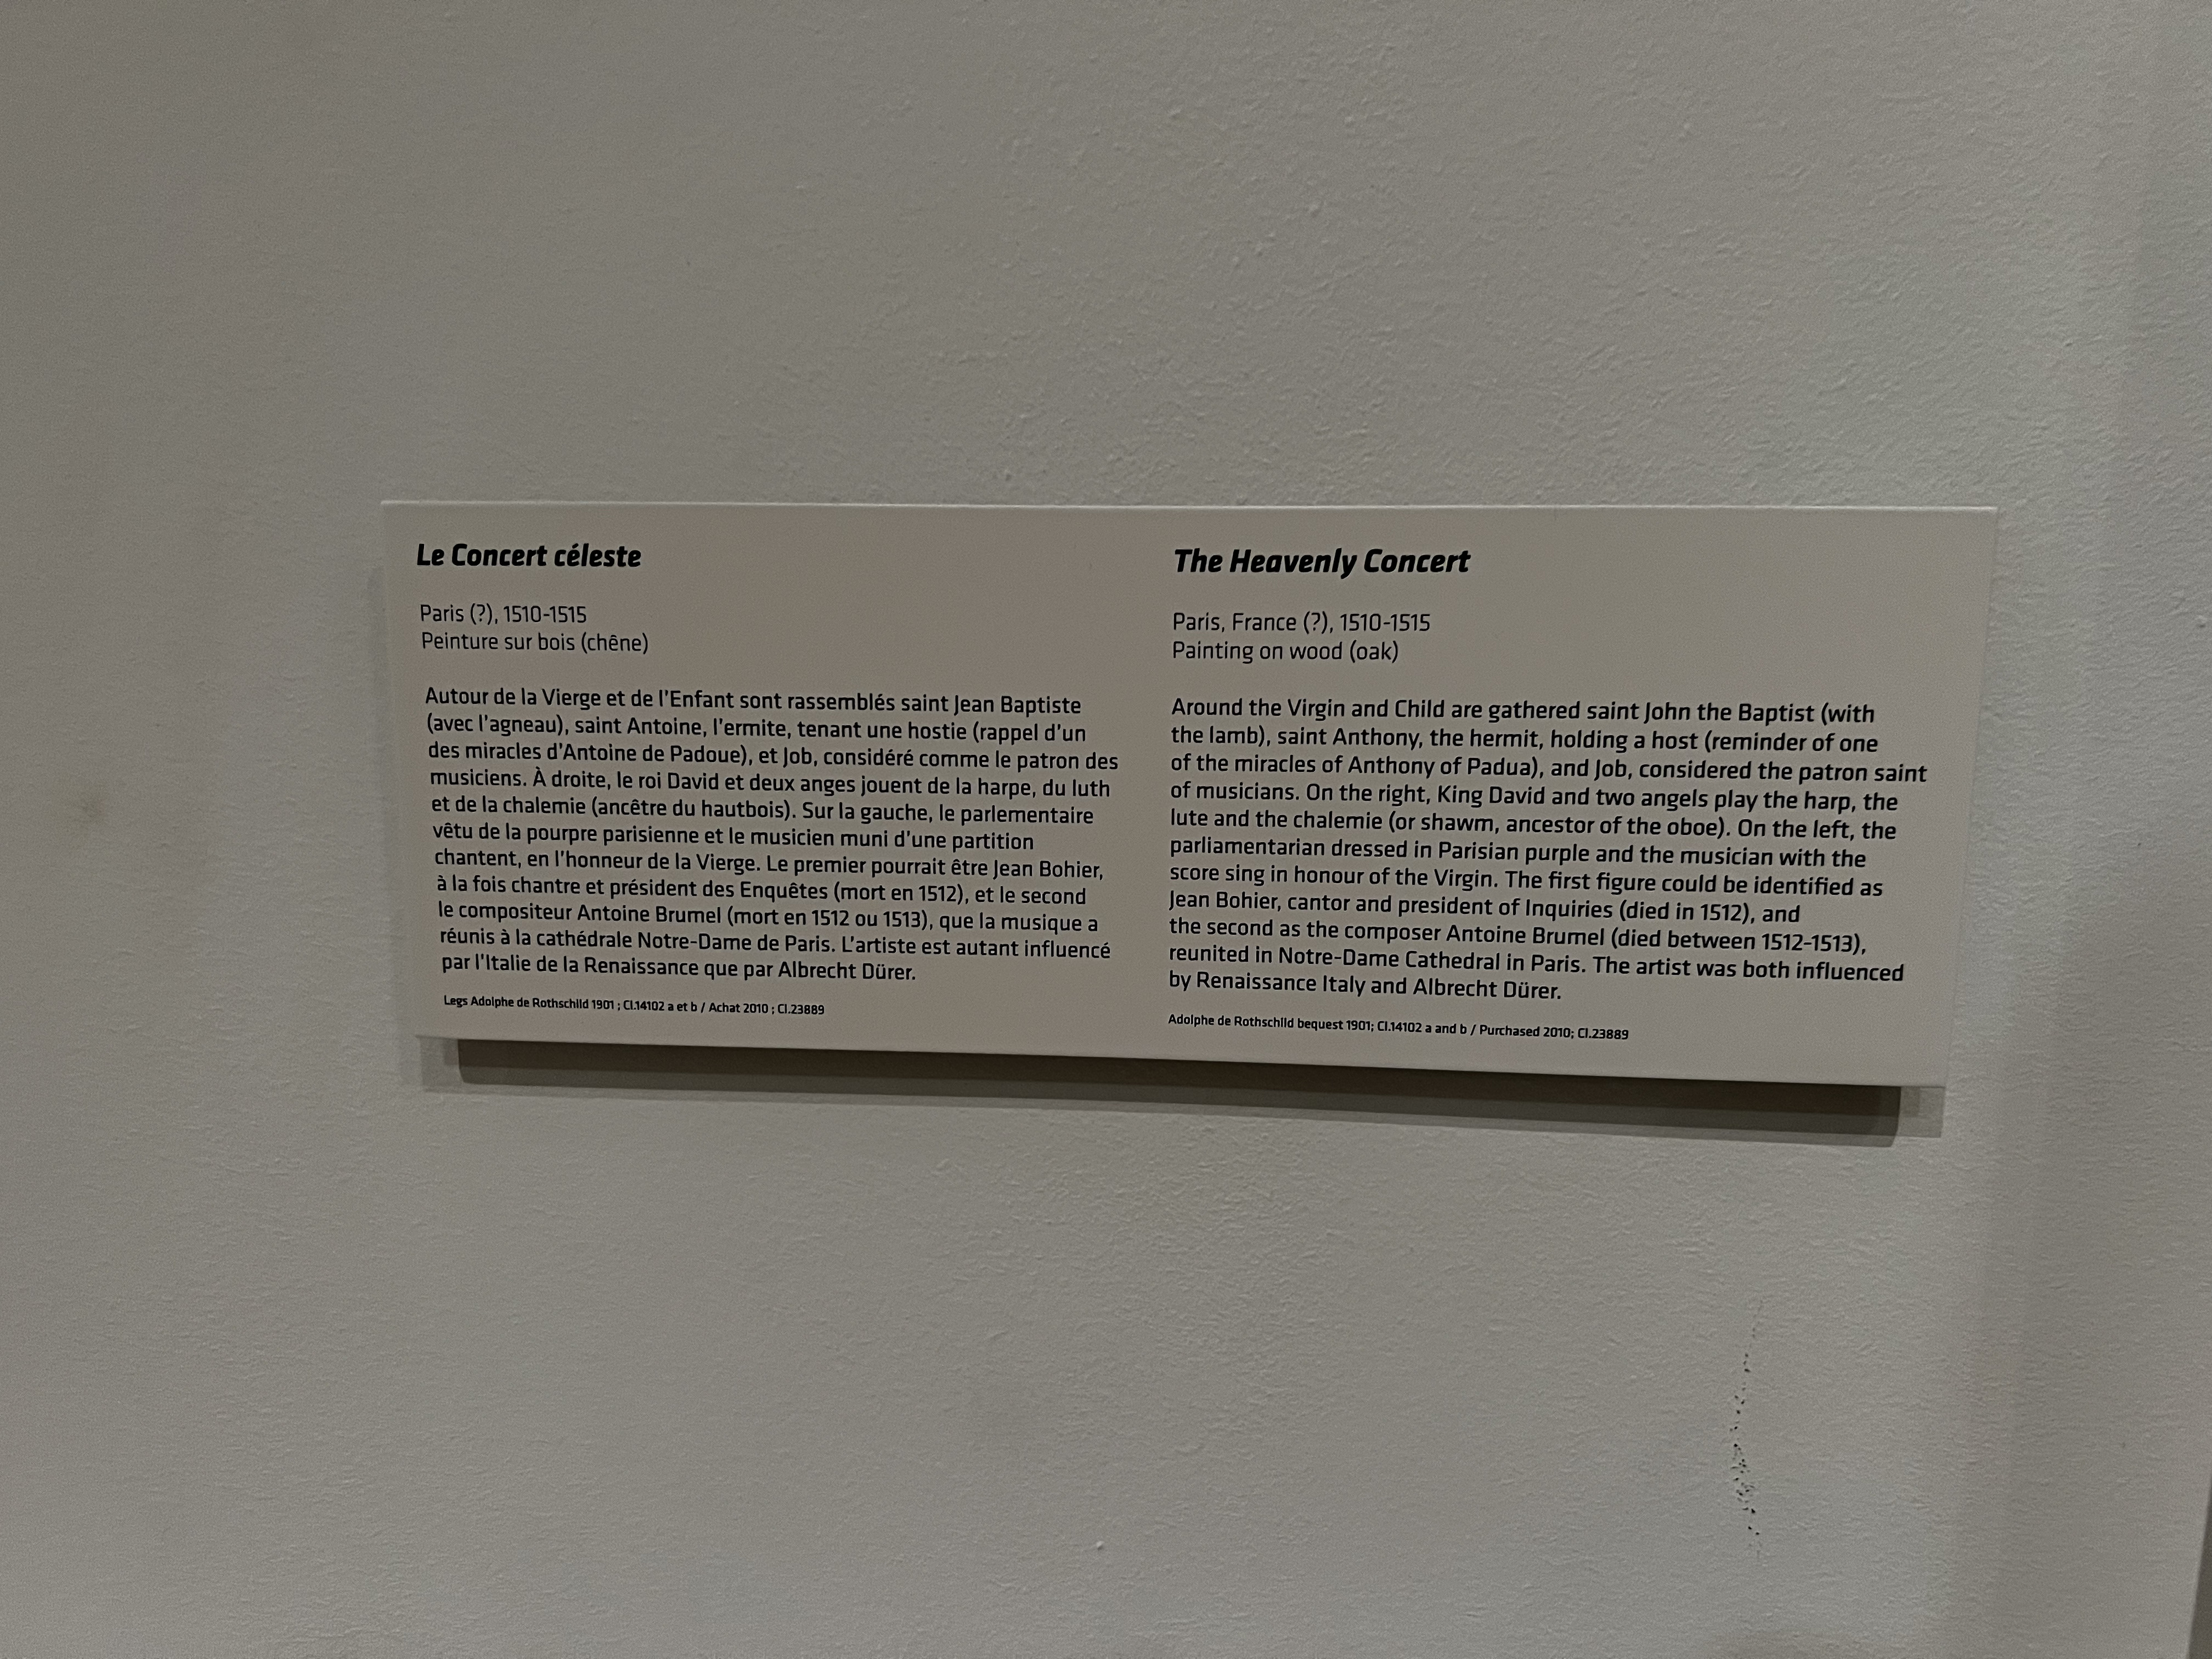 Le Concert céleste
Paris (?), 1510-1515
Peinture sur bois (chêne)
Autour de la Vierge et de l'Enfant sont rassemblés saint Jean Baptiste
(avec l'agneau), saint Antoine, l'ermite, tenant une hostie (rappel d'un
des miracles d'Antoine de Padoue), et Job, considéré comme le patron des
musiciens. À droite, le roi David et deux anges jouent de la harpe, du luth
et de la chalemie (ancêtre du hautbois). Sur la gauche, le parlementaire
vêtu de la pourpre parisienne et le musicien muni d'une partition
chantent, en l'honneur de la Vierge. Le premier pourrait être Jean Bohier,
à la fois chantre et président des Enquêtes (mort en 1512), et le second
le compositeur Antoine Brumel (mort en 1512 ou 1513), que la musique a
réunis à la cathédrale Notre-Dame de Paris. L'artiste est autant influencé
par l'Italie de la Renaissance que par Albrecht Dürer.
Legs Adolphe de Rothschild 1901 ; Cl.14102 a et b / Achat 2010 ; Cl.23889
The Heavenly Concert
Paris, France (?), 1510-1515
Painting on wood (oak)
Around the Virgin and Child are gathered saint John the Baptist (with
the lamb), saint Anthony, the hermit, holding a host (reminder of one
of the miracles of Anthony of Padua), and Job, considered the patron saint
of musicians. On the right, King David and two angels play the harp, the
lute and the chalemie (or shawm, ancestor of the oboe). On the left, the
parliamentarian dressed in Parisian purple and the musician with the
score sing in honour of the Virgin. The first figure could be identified as
Jean Bohier, cantor and president of Inquiries (died in 1512), and
the second as the composer Antoine Brumel (died between 1512-1513),
reunited in Notre-Dame Cathedral in Paris. The artist was both influenced
by Renaissance Italy and Albrecht Dürer.
Adolphe de Rothschild bequest 1901; Cl.14102 a and b / Purchased 2010; Cl.23889